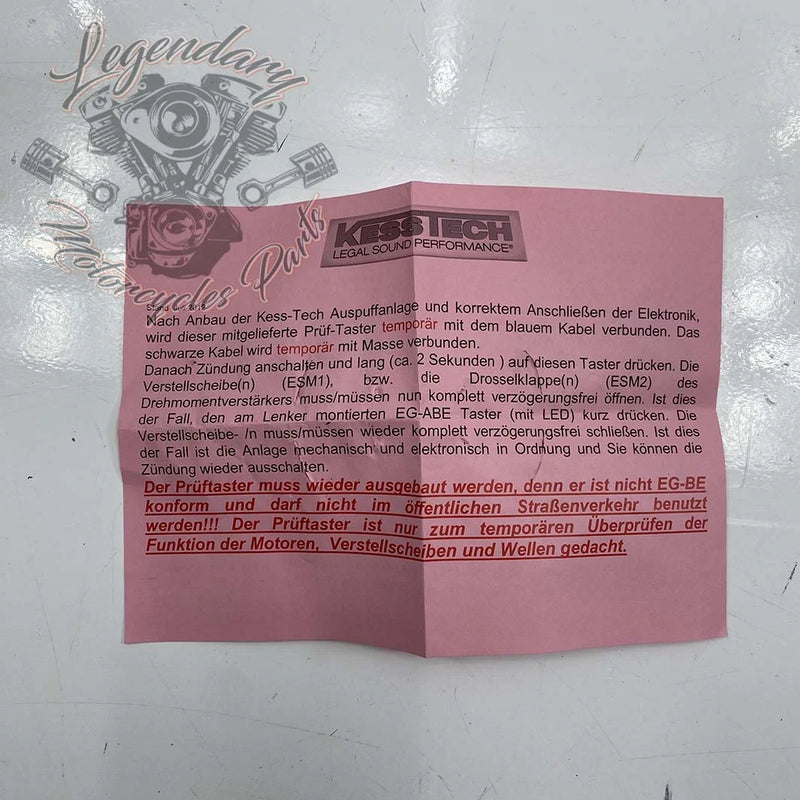 Legendary
Motorcycles Parts
KESSTECH
LEGAL SOUND PERFORMANCE®
Nach Anbau der Kess-Tech Auspuffanlage und korrektem Anschließen der Elektronik,
wird dieser mitgelieferte Prüf-Taster temporär mit dem blauem Kabel verbunden. Das
schwarze Kabel wird temporär mit Masse verbunden.
Danach Zündung anschalten und lang (ca. 2 Sekunden ) auf diesen Taster drücken. Die
Verstellscheibe(n) (ESM1), bzw. die Drosselklappe(n) (ESM2) des
Drehmomentverstärkers muss/müssen nun komplett verzögerungsfrei öffnen. Ist dies
der Fall, den am Lenker montierten EG-ABE Taster (mit LED) kurz drücken. Die
Verstellscheibe- /n muss/müssen wieder komplett verzögerungsfrei schließen. Ist dies
der Fall ist die Anlage mechanisch und elektronisch in Ordnung und Sie können die
Zündung wieder ausschalten.
Der Prüftaster muss wieder ausgebaut werden, denn er ist nicht EG-BE
konform und darf nicht im öffentlichen Straßenverkehr benutzt
werden!!! Der Prüftaster ist nur zum temporären Überprüfen der
Funktion der Motoren, Verstellscheiben und Wellen gedacht.